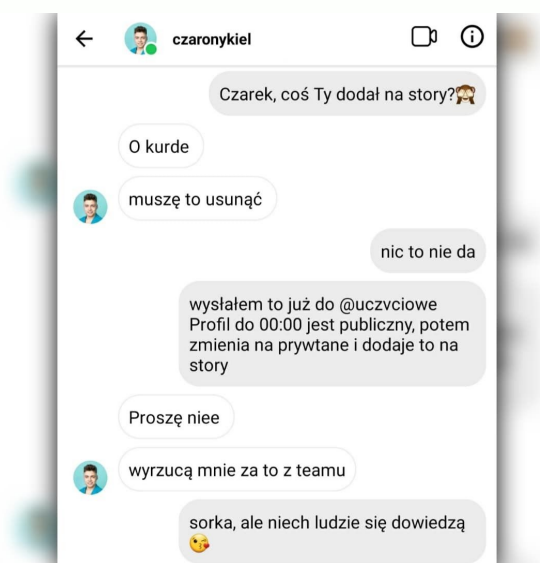 czaronykiel
Czarek, coś Ty dodał na story?🙈
O kurde
muszę to usunąć
nic to nie da
wysłałem to już do @uczvciowe
Profil do 00:00 jest publiczny, potem
zmienia na prywtane i dodaje to na
story
Proszę niee
wyrzucą mnie za to z teamu
sorka, ale niech ludzie się dowiedzą
😘